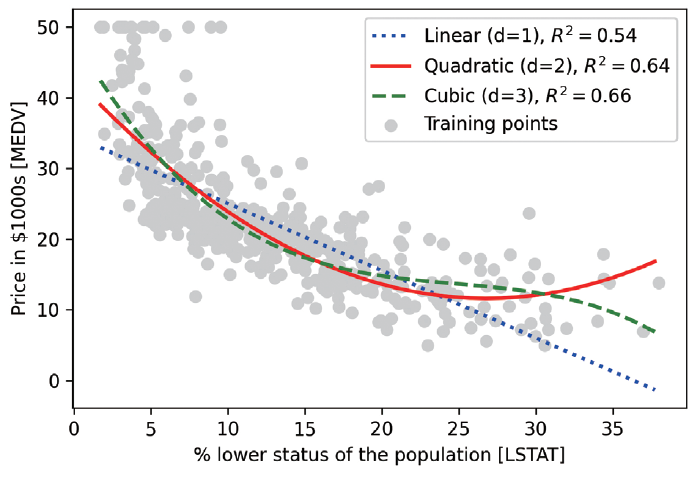 Linear (d=1), R² = 0.54
Quadratic (d=2), R² = 0.64
Cubic (d=3), R² = 0.66
Training points
Price in $1000s [MEDV]
50
40
30
20
10
0
0 5 10 15 20 25 30 35
% lower status of the population [LSTAT]